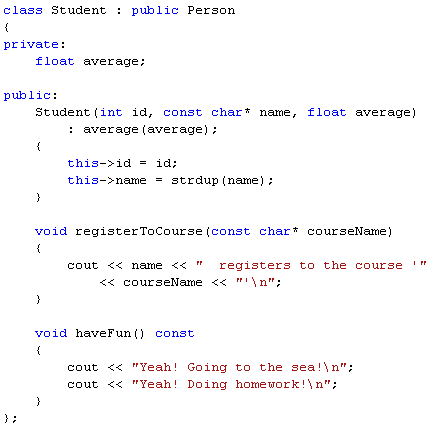 class Student : public Person
{
private:
    float average;

public:
    Student(int id, const char* name, float average)
        : average(average);
    {
        this->id = id;
        this->name = strdup(name);
    }

    void registerToCourse(const char* courseName)
    {
        cout << name << "  registers to the course '"
            << courseName << "'\n";
    }

    void haveFun() const
    {
        cout << "Yeah! Going to the sea!\n";
        cout << "Yeah! Doing homework!\n";
    }
};